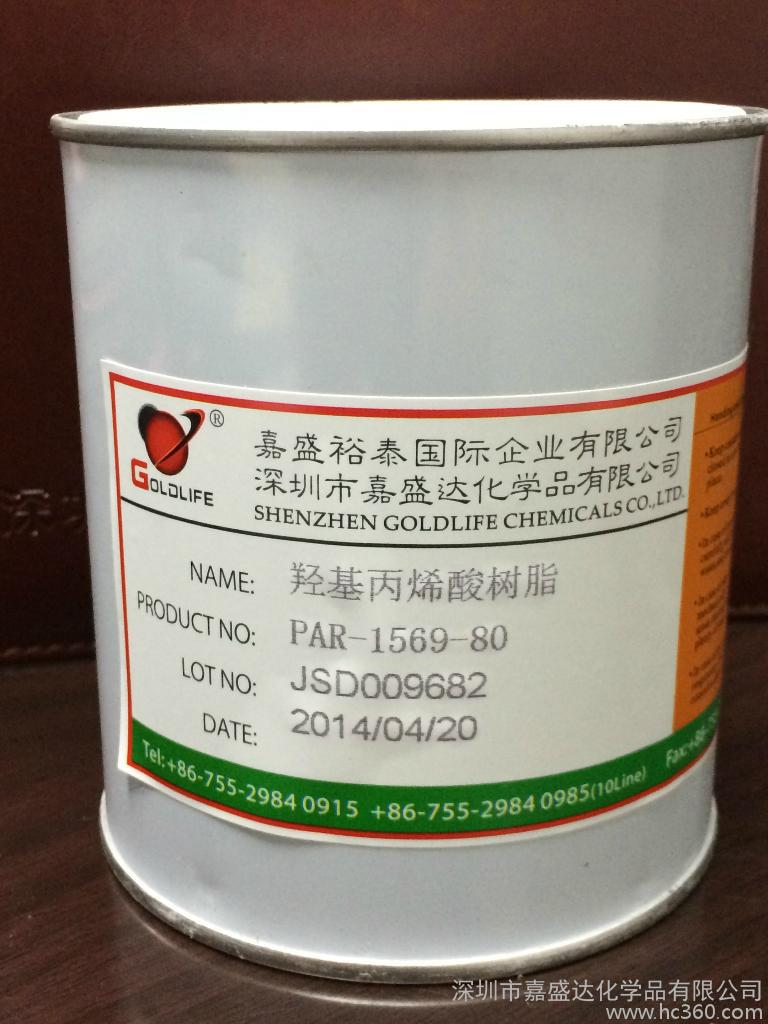 ®
GOLDLIFE
嘉盛裕泰国际企业有限公司
深圳市嘉盛达化学品有限公司
SHENZHEN GOLDLIFE CHEMICALS CO.,LTD.
NAME: 羟基丙烯酸树脂
PRODUCT NO: PAR-1569-80
LOT NO: JSD009682
DATE: 2014/04/20
Tel:+86-755-2984 0915 +86-755-2984 0985(10Line) Fax:+86-
深圳市嘉盛达化学品有限公司
www.hc360.com